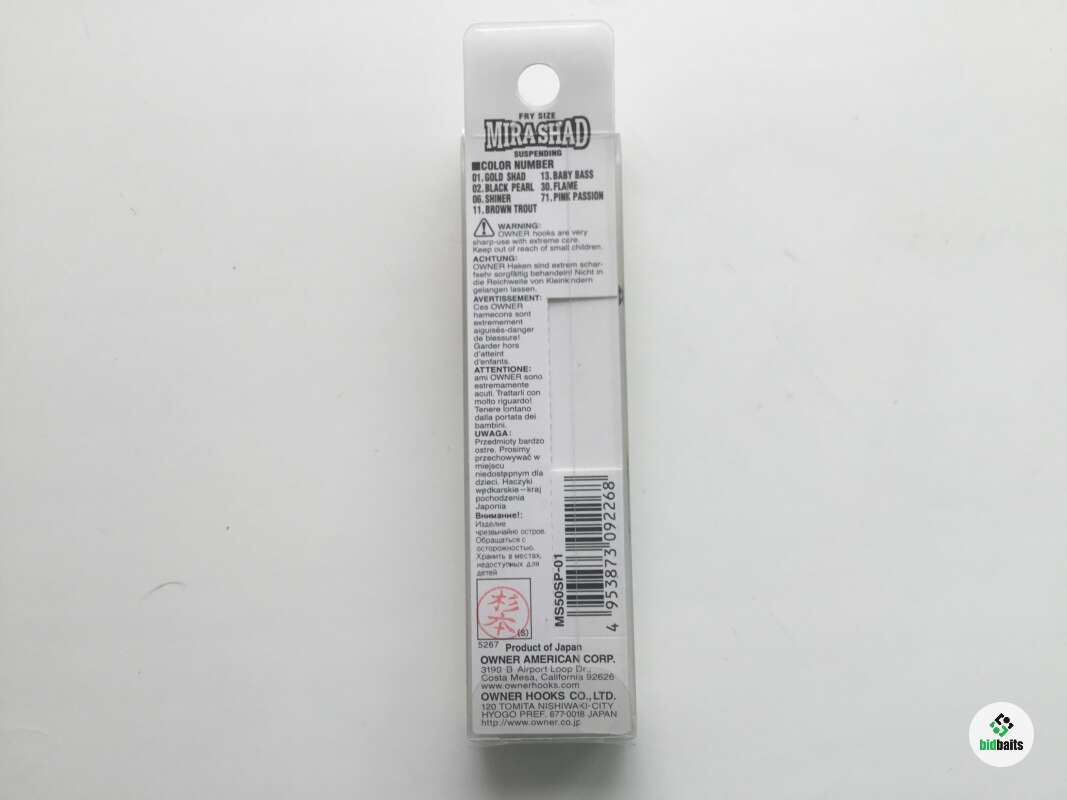 FRY SIZE
MIRASHAD
SUSPENDING
■COLOR NUMBER
01.GOLD SHAD 13.BABY BASS
02.BLACK PEARL 30.FLAME
06.SHINER 71.PINK PASSION
11.BROWN TROUT
WARNING:
OWNER hooks are very
sharp-use with extreme care.
Keep out of reach of small children.
ACHTUNG:
OWNER Haken sind extrem schar-
fsehr sorgfältig behandeln! Nicht in
die Reichweite von Kleinkindern
gelangen lassen.
AVERTISSEMENT:
Ces OWNER
hamecons sont
extremement
aiguisés-danger
de blessure!
Garder hors
d'atteint
d'enfants.
ATTENTIONE:
ami OWNER sono
estremamente
acuti. Trattarli con
molto riguardo!
Tenere lontano
dalla portata dei
bambini.
UWAGA:
Przedmioty bardzo
ostre. Prosimy
przechowywać w
miejscu
niedostępnym dla
dzieci. Haczyki
wędkarskie-kraj
pochodzenia
Japonia
Внимание!:
Изделие
чрезвычайно остров.
Обращаться с
осторожностью.
Хранить в местах,
недоступных для
детей
杉本
(S)
5267
MS50SP-01
4 953873 092268
Product of Japan
OWNER AMERICAN CORP.
3199 B Airport Loop Dr.,
Costa Mesa, California 92626
www.ownerhooks.com
OWNER HOOKS CO.,LTD.
120 TOMITA NISHIWAKI-CITY
HYOGO PREF. 677-0018 JAPAN
http://www.owner.co.jp
bidbaits